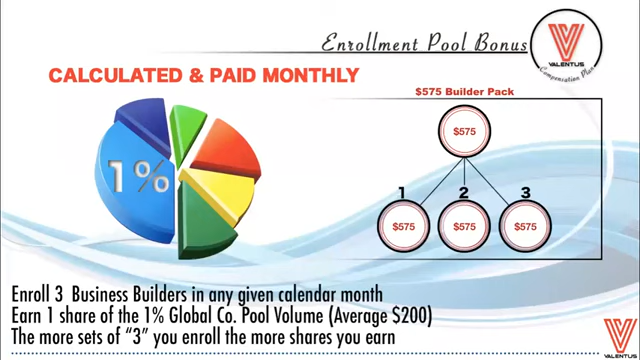 Enrollment Pool Bonus
VALENTUS
Compensation Plan
CALCULATED & PAID MONTHLY
$575 Builder Pack
$575
1%
1 2 3
$575 $575 $575
Enroll 3 Business Builders in any given calendar month
Earn 1 share of the 1% Global Co. Pool Volume (Average $200)
The more sets of "3" you enroll the more shares you earn
VALENTUS